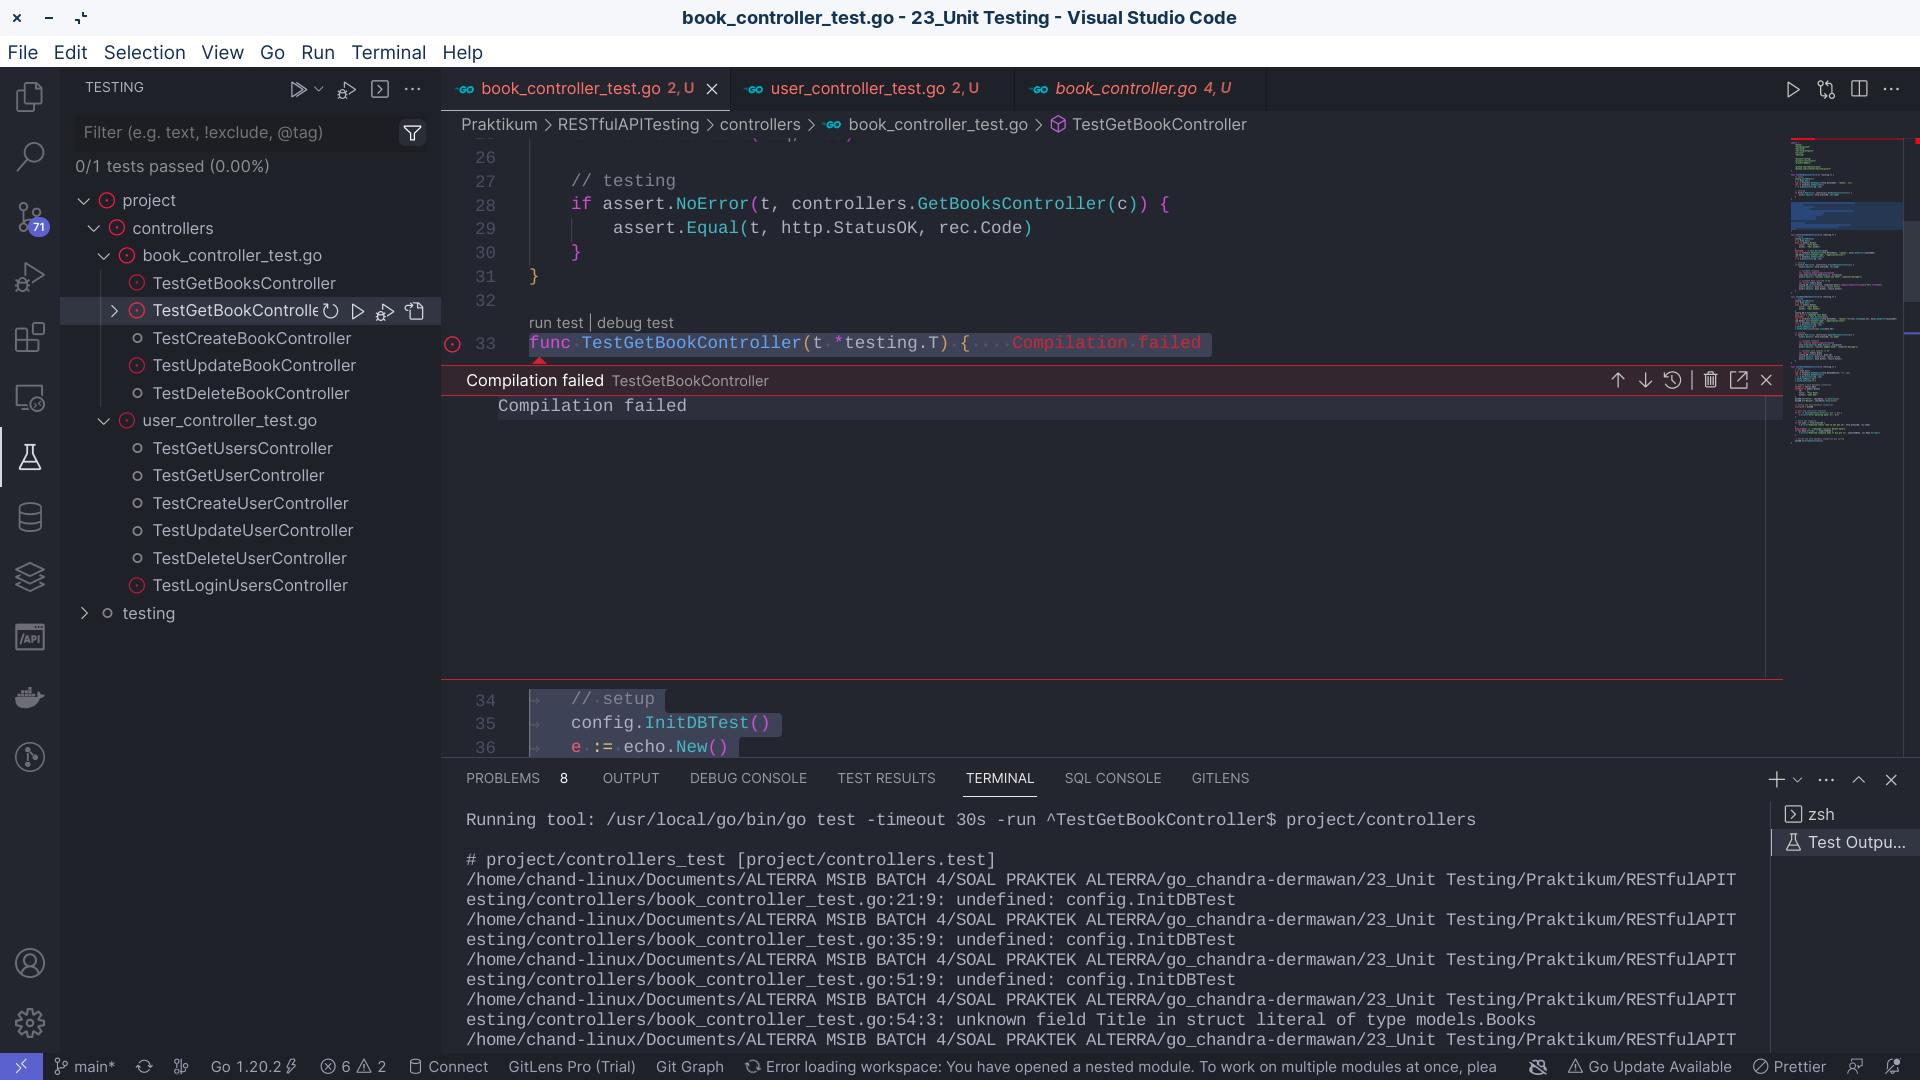 book_controller_test.go - 23_Unit Testing - Visual Studio Code
File Edit Selection View Go Run Terminal Help
TESTING
Filter (e.g. text, !exclude, @tag)
0/1 tests passed (0.00%)
project
controllers
book_controller_test.go
TestGetBooksController
TestGetBookControlle
TestCreateBookController
TestUpdateBookController
TestDeleteBookController
user_controller_test.go
TestGetUsersController
TestGetUserController
TestCreateUserController
TestUpdateUserController
TestDeleteUserController
TestLoginUsersController
testing
71
/API
GO book_controller_test.go 2, U
GO user_controller_test.go 2, U
GO book_controller.go 4, U
Praktikum > RESTfulAPITesting > controllers > GO book_controller_test.go > TestGetBookController
26
27 // testing
28 if assert.NoError(t, controllers.GetBooksController(c)) {
29 assert.Equal(t, http.StatusOK, rec.Code)
30 }
31 }
32
run test | debug test
33 func TestGetBookController(t *testing.T) { Compilation failed
Compilation failed TestGetBookController
Compilation failed
34 // setup
35 config.InitDBTest()
36 e := echo.New()
PROBLEMS 8 OUTPUT DEBUG CONSOLE TEST RESULTS TERMINAL SQL CONSOLE GITLENS
Running tool: /usr/local/go/bin/go test -timeout 30s -run ^TestGetBookController$ project/controllers
# project/controllers_test [project/controllers.test]
/home/chand-linux/Documents/ALTERRA MSIB BATCH 4/SOAL PRAKTEK ALTERRA/go_chandra-dermawan/23_Unit Testing/Praktikum/RESTfulAPIT
esting/controllers/book_controller_test.go:21:9: undefined: config.InitDBTest
/home/chand-linux/Documents/ALTERRA MSIB BATCH 4/SOAL PRAKTEK ALTERRA/go_chandra-dermawan/23_Unit Testing/Praktikum/RESTfulAPIT
esting/controllers/book_controller_test.go:35:9: undefined: config.InitDBTest
/home/chand-linux/Documents/ALTERRA MSIB BATCH 4/SOAL PRAKTEK ALTERRA/go_chandra-dermawan/23_Unit Testing/Praktikum/RESTfulAPIT
esting/controllers/book_controller_test.go:51:9: undefined: config.InitDBTest
/home/chand-linux/Documents/ALTERRA MSIB BATCH 4/SOAL PRAKTEK ALTERRA/go_chandra-dermawan/23_Unit Testing/Praktikum/RESTfulAPIT
esting/controllers/book_controller_test.go:54:3: unknown field Title in struct literal of type models.Books
/home/chand-linux/Documents/ALTERRA MSIB BATCH 4/SOAL PRAKTEK ALTERRA/go_chandra-dermawan/23_Unit Testing/Praktikum/RESTfulAPIT
zsh
Test Outpu...
main* Go 1.20.2 6 2 Connect GitLens Pro (Trial) Git Graph Error loading workspace: You have opened a nested module. To work on multiple modules at once, plea Go Update Available Prettier